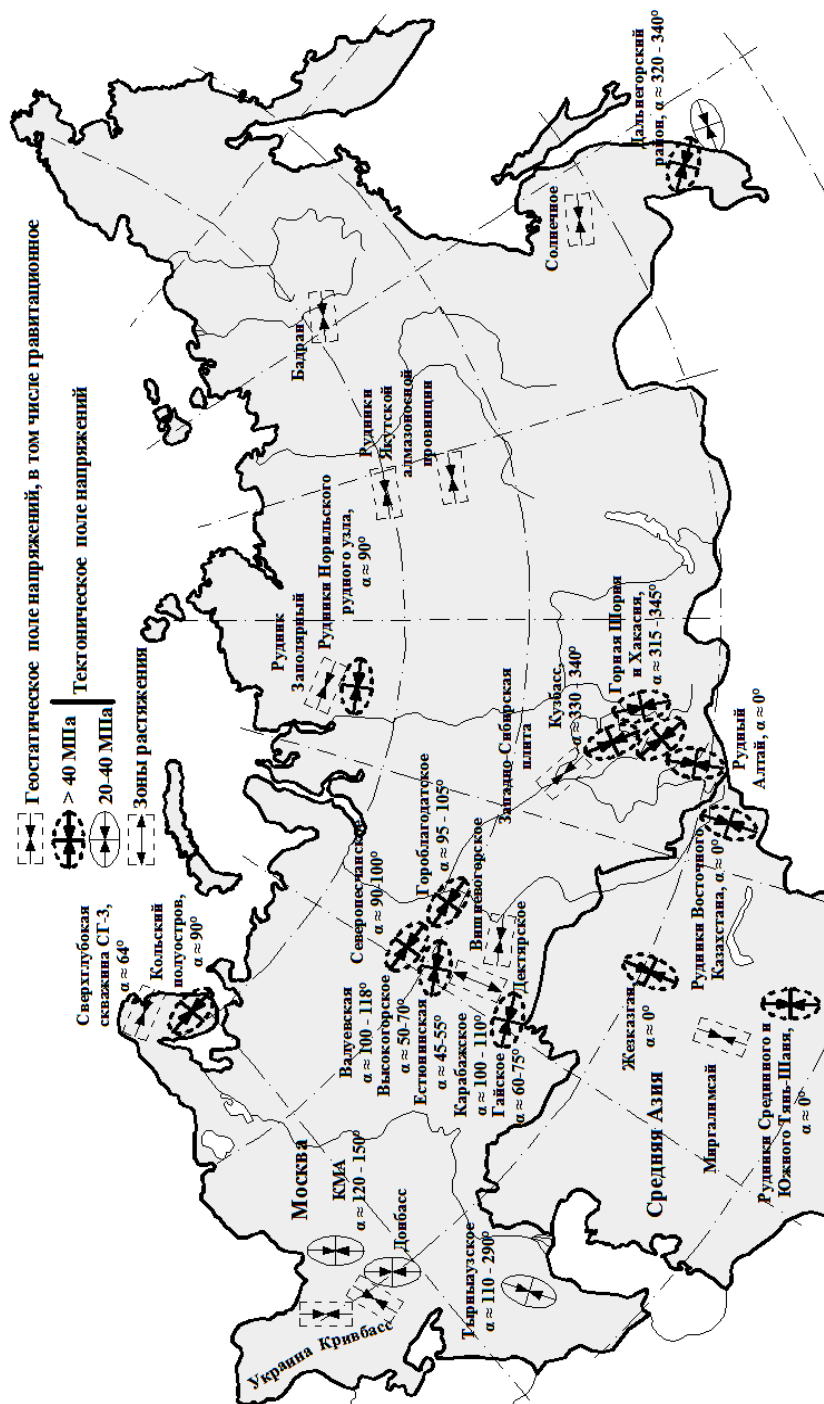 Геостатическое поле напряжений, в том числе гравитационное
> 40 МПа
20-40 МПа
Тектоническое поле напряжений
Зоны растяжения
Сверхглубокая
скважина СГ-3,
α ≈ 64°
Кольский
полуостров,
α ≈ 90°
Рудник
Заполярный
Рудники Норильского
рудного узла,
α ≈ 90°
Бадран
Рудники
Якутской
алмазоносной
провинции
Солнечное
Дальнегорский
район, α ≈ 320 - 340°
Москва
КМА
α ≈ 120 - 150°
Донбасс
Украина Кривбасс
Тырныаузское
α ≈ 110 - 290°
Валуевская
α ≈ 100 - 118°
Высокогорское
α ≈ 50-70°
Естюнинская
α ≈ 45-55°
Карабажское
α ≈ 100 - 110°
Гайское
α ≈ 60-75°
Северопесчанское
α ≈ 90-100°
Гороблагодатское
α ≈ 95 - 105°
Вишневогорское
Дектярское
Западно-Сибирская
плита
Кузбасс,
α ≈ 330 - 340°
Горная Шория
и Хакасия,
α ≈ 315 - 345°
Рудный
Алтай, α ≈ 0°
Рудники Восточного
Казахстана, α ≈ 0°
Жезказган
α ≈ 0°
Средняя Азия
Миргалимсай
Рудники Срединного и
Южного Тянь-Шаня,
α ≈ 0°